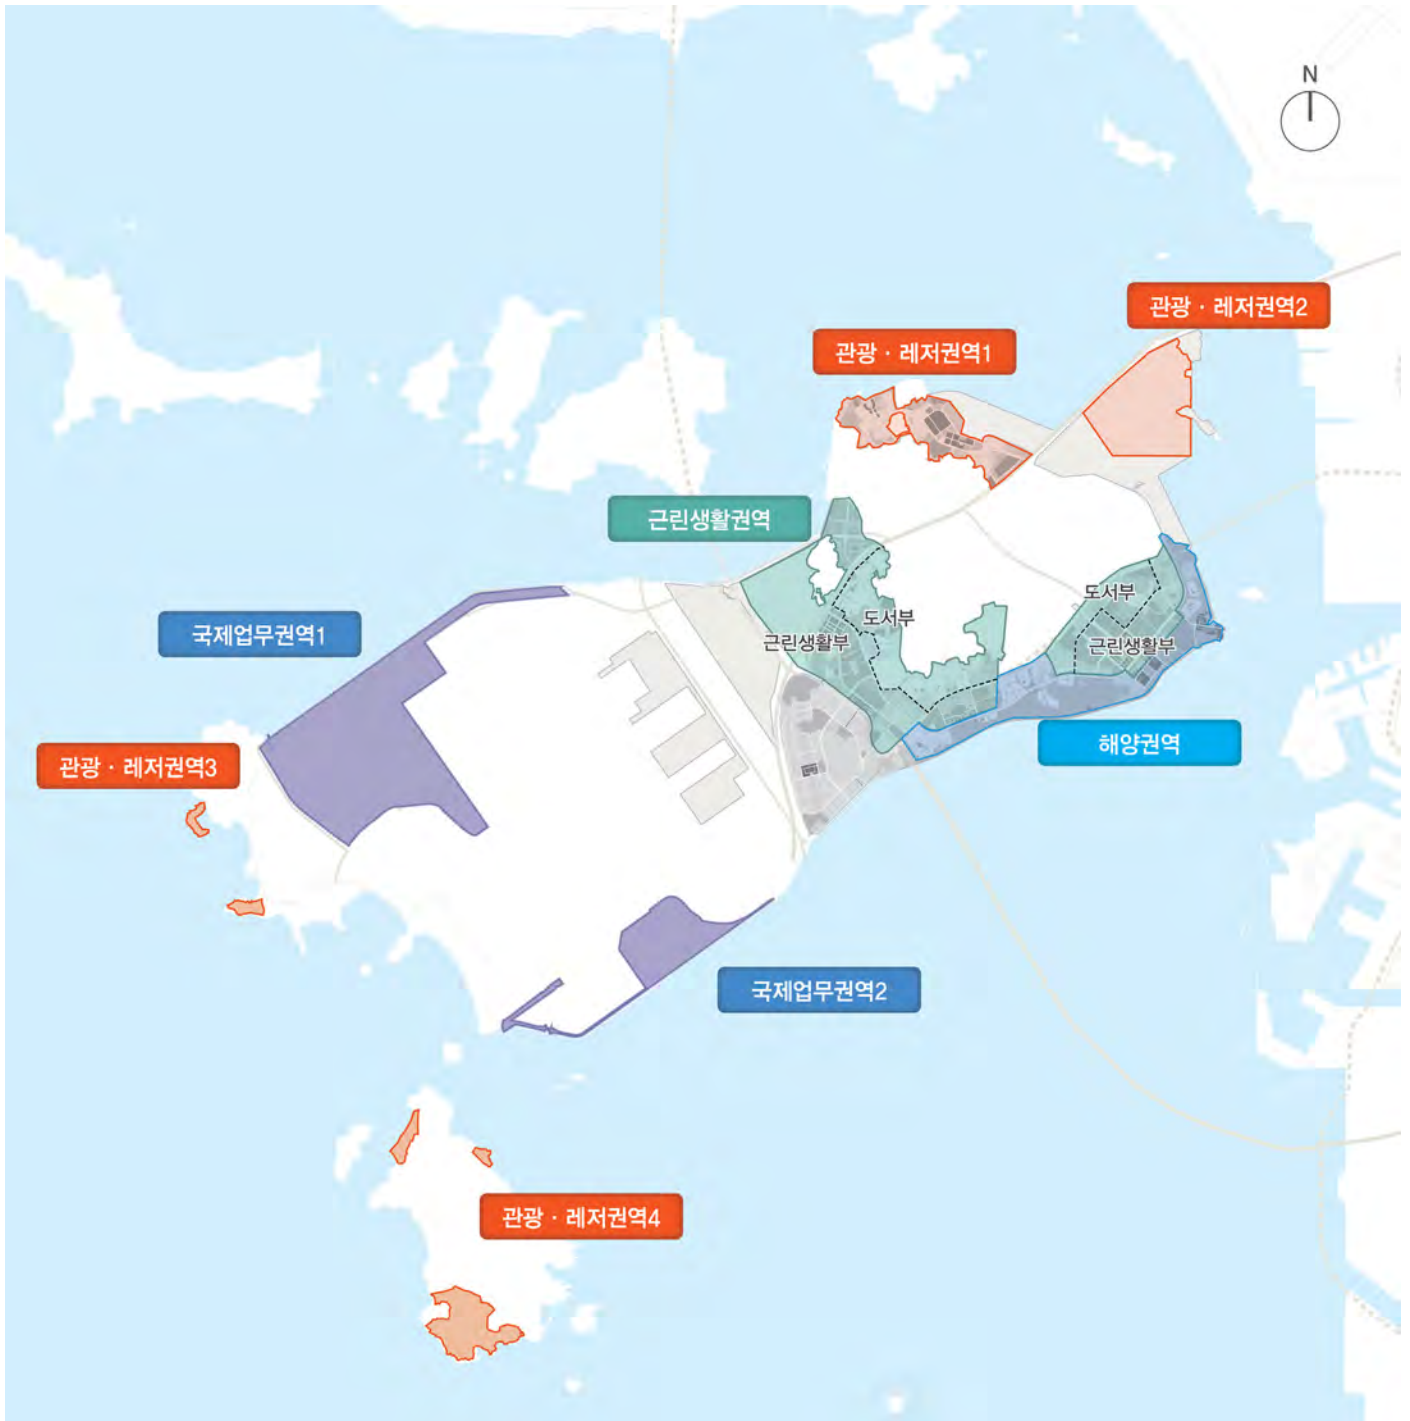 N
관광 · 레저권역2
관광 · 레저권역1
근린생활권역
도서부
도서부
국제업무권역1
근린생활부
근린생활부
해양권역
관광 · 레저권역3
국제업무권역2
관광 · 레저권역4